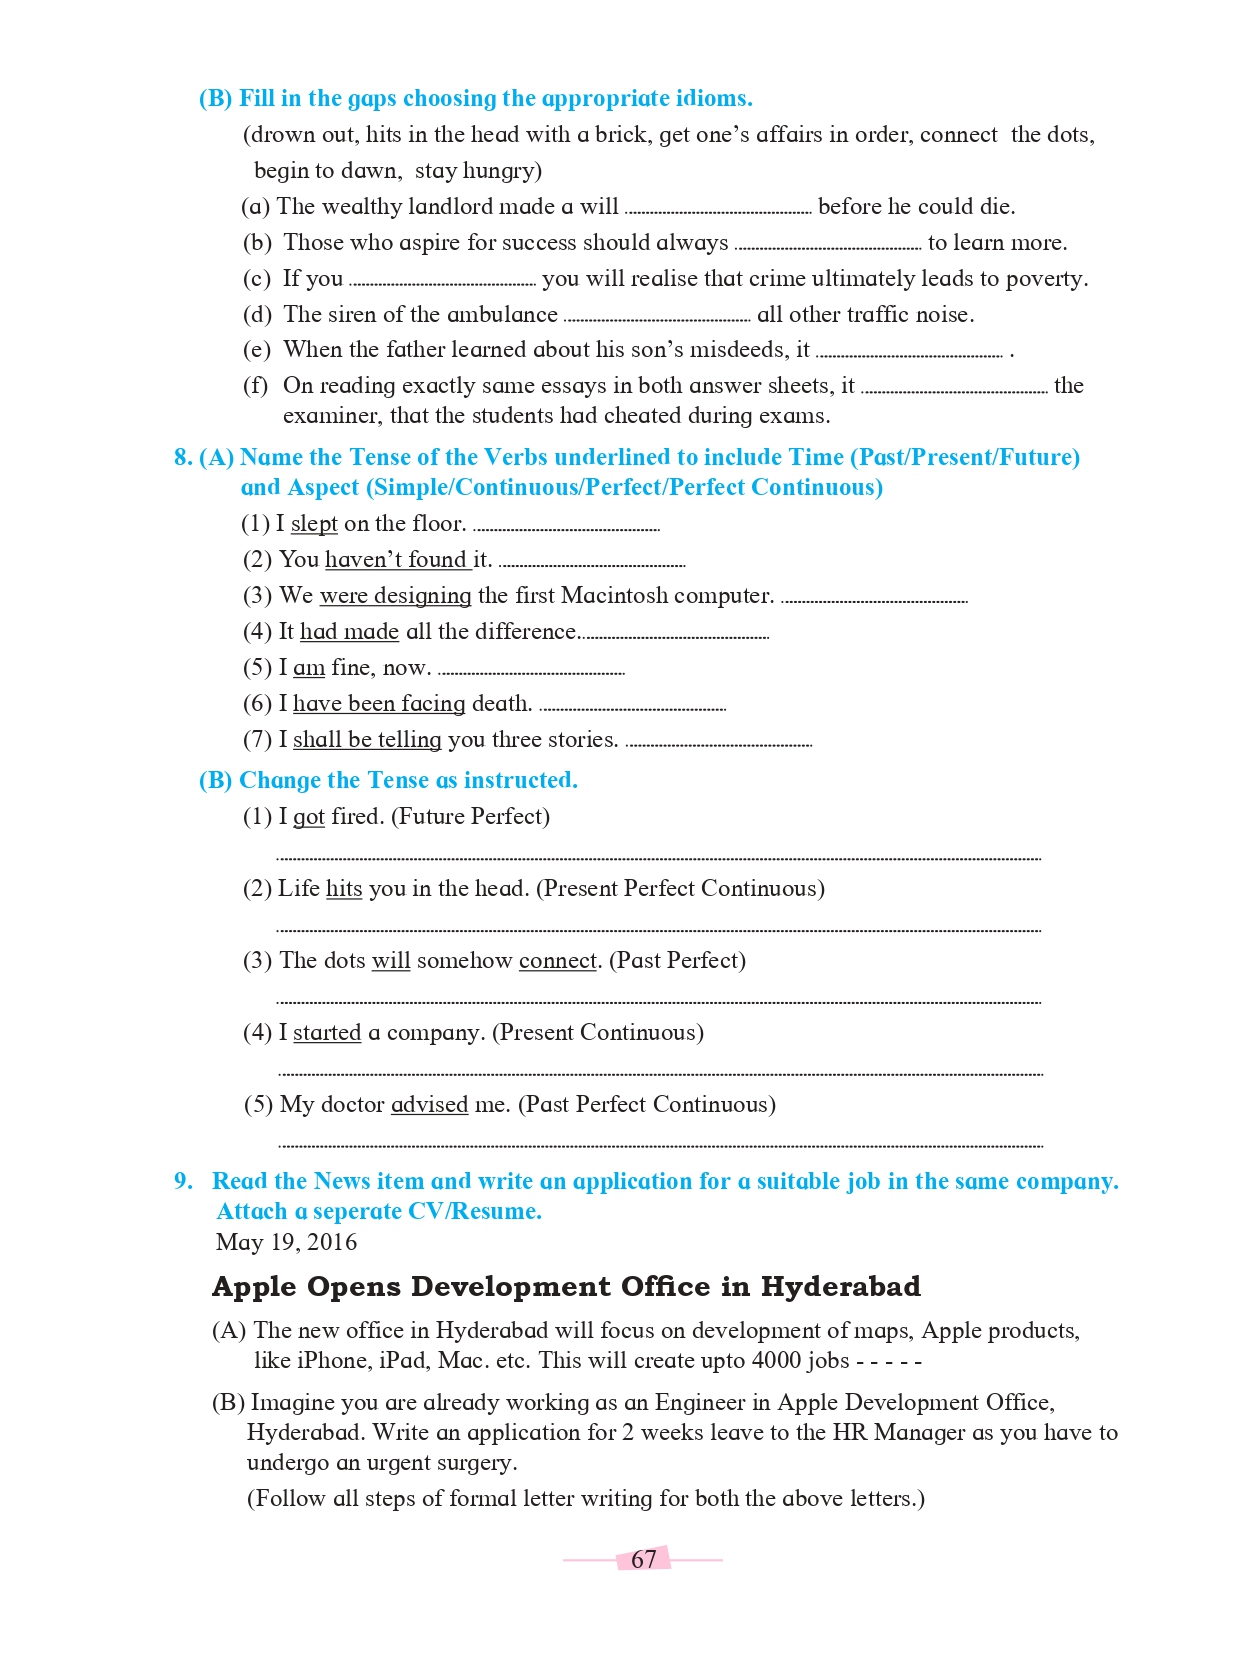 (B) Fill in the gaps choosing the appropriate idioms.
(drown out, hits in the head with a brick, get one’s affairs in order, connect the dots,
begin to dawn, stay hungry)
(a) The wealthy landlord made a will .......................................... before he could die.
(b) Those who aspire for success should always .......................................... to learn more.
(c) If you .......................................... you will realise that crime ultimately leads to poverty.
(d) The siren of the ambulance .......................................... all other traffic noise.
(e) When the father learned about his son’s misdeeds, it .......................................... .
(f) On reading exactly same essays in both answer sheets, it .......................................... the
examiner, that the students had cheated during exams.
8. (A) Name the Tense of the Verbs underlined to include Time (Past/Present/Future)
and Aspect (Simple/Continuous/Perfect/Perfect Continuous)
(1) I slept on the floor. ..........................................
(2) You haven’t found it. ..........................................
(3) We were designing the first Macintosh computer. ..........................................
(4) It had made all the difference...........................................
(5) I am fine, now. ..........................................
(6) I have been facing death. ..........................................
(7) I shall be telling you three stories. ..........................................
(B) Change the Tense as instructed.
(1) I got fired. (Future Perfect)
(2) Life hits you in the head. (Present Perfect Continuous)
(3) The dots will somehow connect. (Past Perfect)
(4) I started a company. (Present Continuous)
(5) My doctor advised me. (Past Perfect Continuous)
9. Read the News item and write an application for a suitable job in the same company.
Attach a seperate CV/Resume.
May 19, 2016
Apple Opens Development Office in Hyderabad
(A) The new office in Hyderabad will focus on development of maps, Apple products,
like iPhone, iPad, Mac. etc. This will create upto 4000 jobs - - - - -
(B) Imagine you are already working as an Engineer in Apple Development Office,
Hyderabad. Write an application for 2 weeks leave to the HR Manager as you have to
undergo an urgent surgery.
(Follow all steps of formal letter writing for both the above letters.)
67